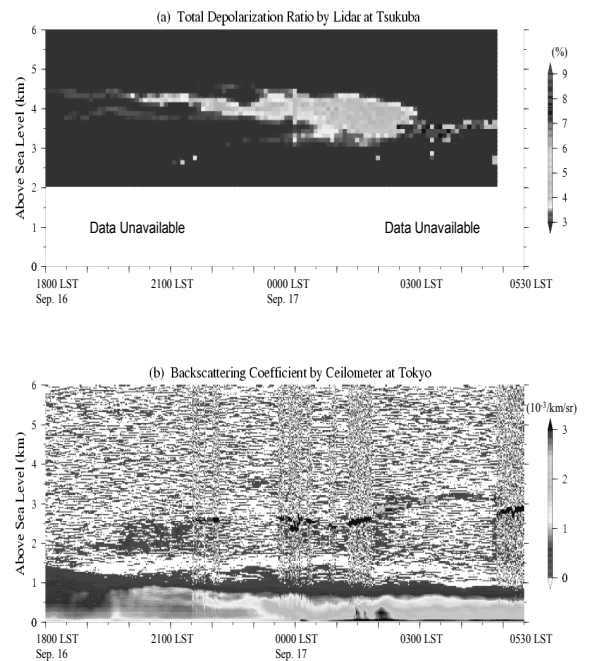 (a) Total Depolarization Ratio by Lidar at Tsukuba
Above Sea Level (km)
6
5
4
3
2
1
0
Data Unavailable
Data Unavailable
(%)
9
8
7
6
5
4
3
1800 LST
2100 LST
0000 LST
0300 LST
0530 LST
Sep. 16
Sep. 17
(b) Backscattering Coefficient by Ceilometer at Tokyo
Above Sea Level (km)
6
5
4
3
2
1
0
(10⁻³/km/sr)
3
2
1
0
1800 LST
2100 LST
0000 LST
0300 LST
0530 LST
Sep. 16
Sep. 17